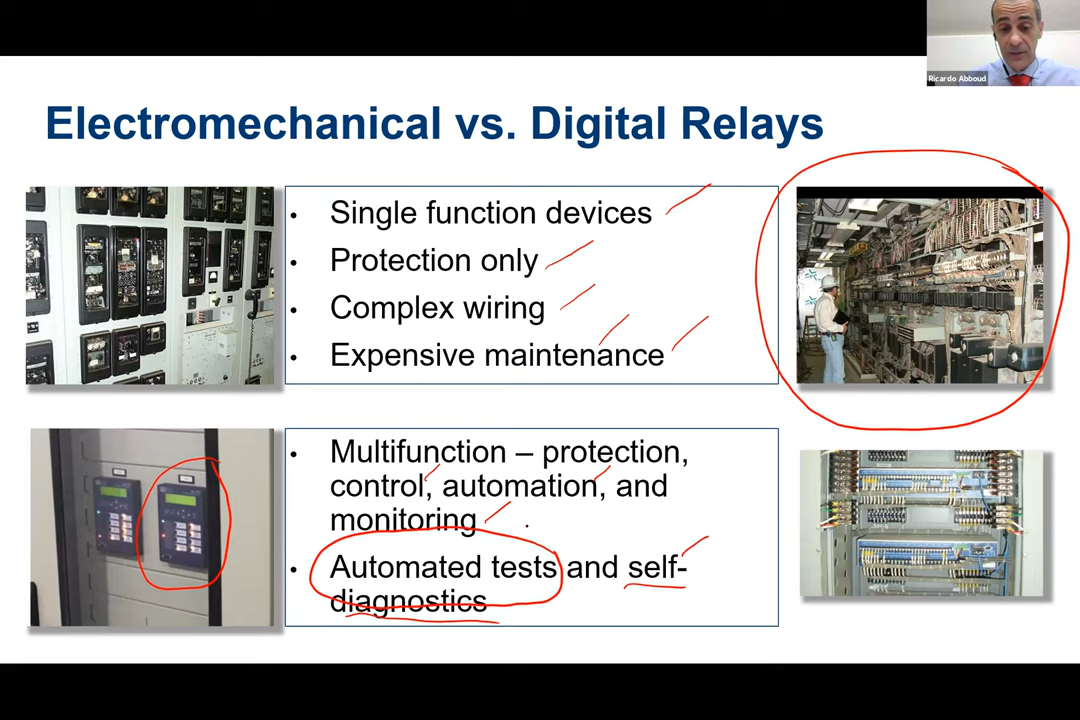 Ricardo Abboud
Electromechanical vs. Digital Relays
• Single function devices
• Protection only
• Complex wiring
• Expensive maintenance
• Multifunction – protection,
control, automation, and
monitoring
• Automated tests and self-
diagnostics